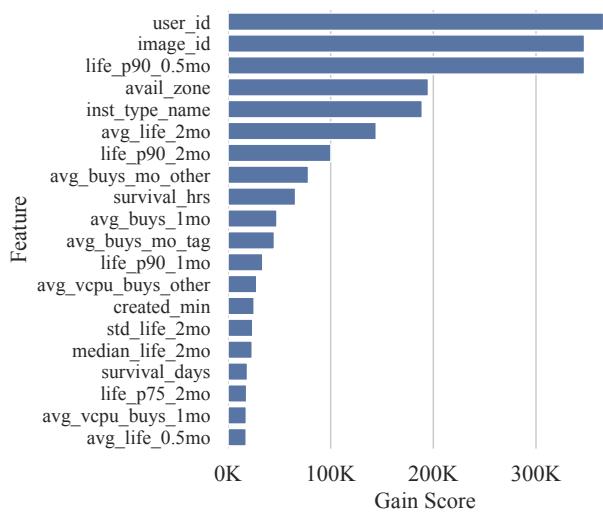 Feature
user_id
image_id
life_p90_0.5mo
avail_zone
inst_type_name
avg_life_2mo
life_p90_2mo
avg_buys_mo_other
survival_hrs
avg_buys_1mo
avg_buys_mo_tag
life_p90_1mo
avg_vcpu_buys_other
created_min
std_life_2mo
median_life_2mo
survival_days
life_p75_2mo
avg_vcpu_buys_1mo
avg_life_0.5mo
0K 100K 200K 300K
Gain Score